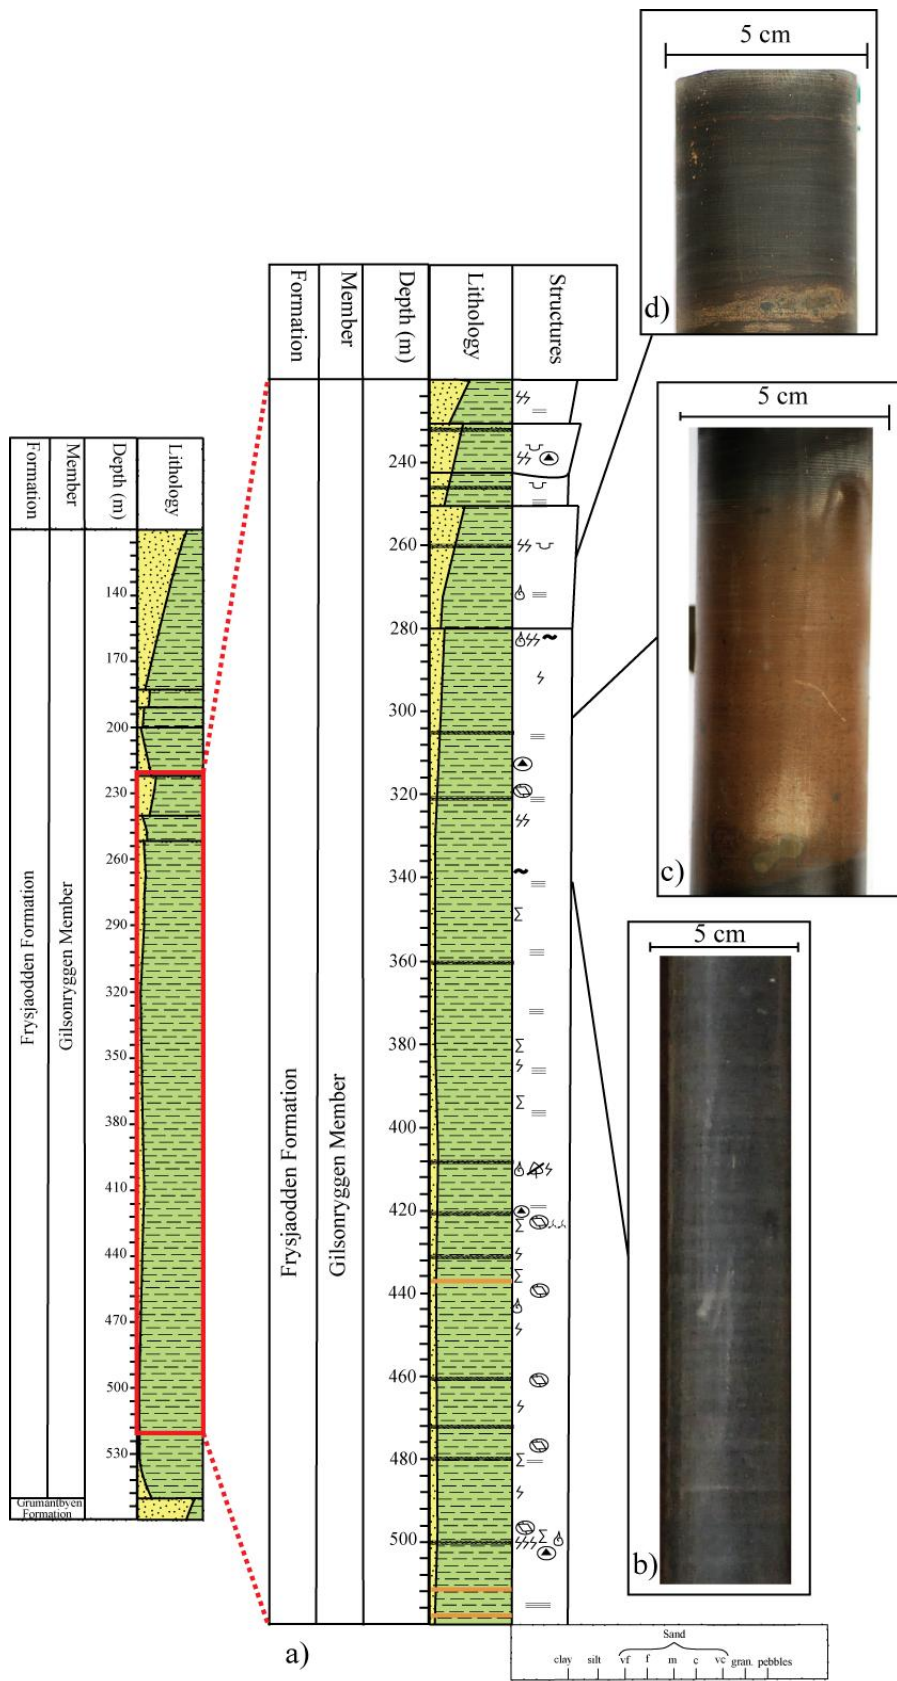 5 cm
d)
Formation
Member
Depth (m)
Lithology
Structures
5 cm
c)
Formation
Member
Depth (m)
Lithology
140
170
200
230
260
290
320
350
380
410
440
470
500
530
Frysjaodden Formation
Gilsonryggen Member
Grumantbyen
Formation
240
260
280
300
320
340
360
380
400
420
440
460
480
500
Frysjaodden Formation
Gilsonryggen Member
5 cm
b)
a)
Sand
clay silt vf f m c vc gran. pebbles